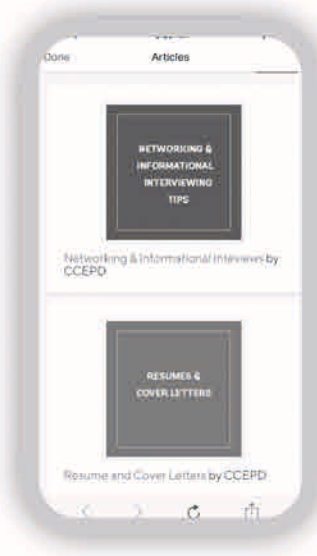 Done Articles
NETWORKING &
INFORMATIONAL
INTERVIEWING
TIPS
Networking & Informational Inteviews by
CCEPD
RESUMES &
COVER LETTERS
Resume and Cover Letters by CCEPD